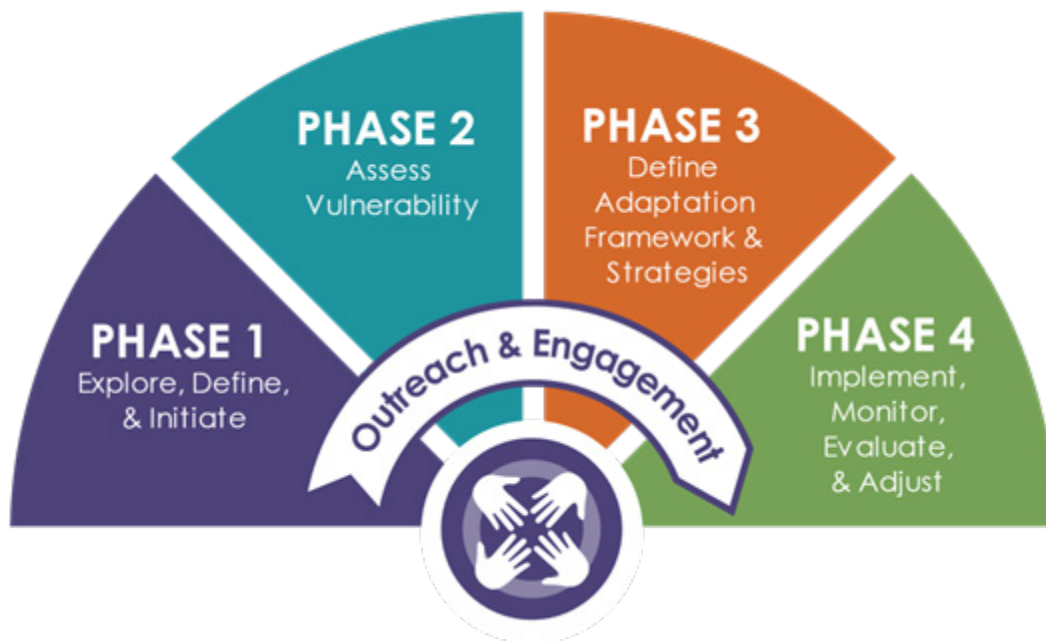 PHASE 1
Explore, Define,
& Initiate
PHASE 2
Assess
Vulnerability
PHASE 3
Define
Adaptation
Framework &
Strategies
PHASE 4
Implement,
Monitor,
Evaluate,
& Adjust
Outreach & Engagement